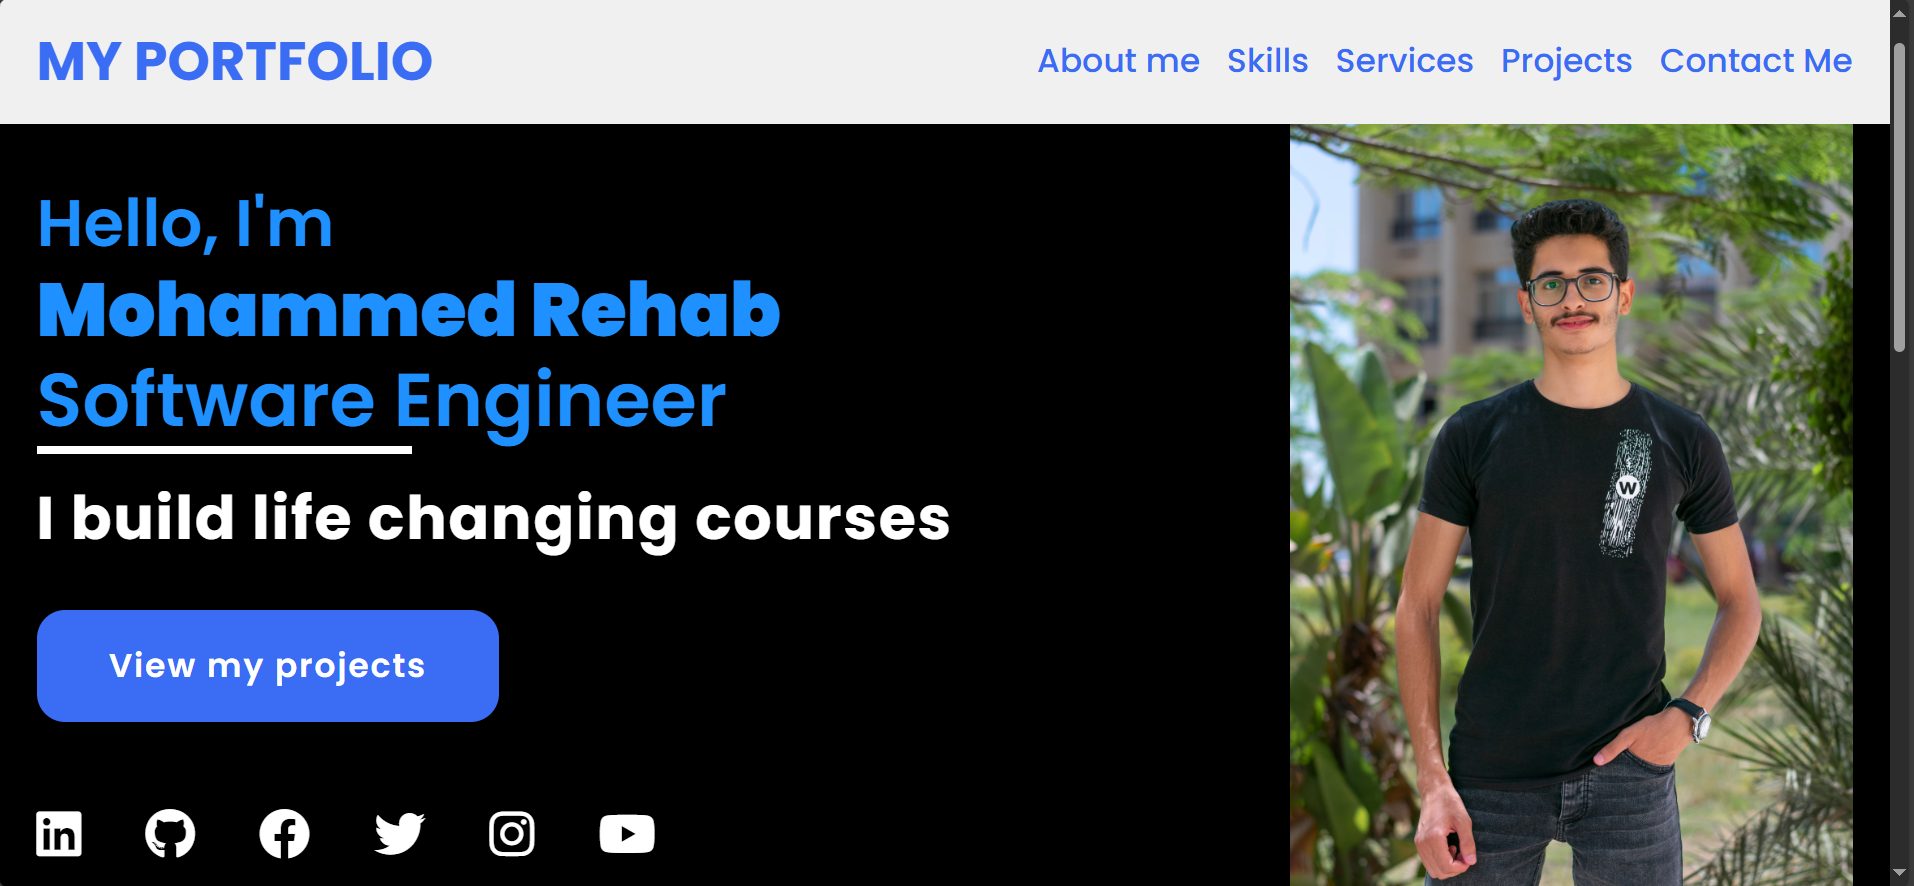 MY PORTFOLIO
About me Skills Services Projects Contact Me
Hello, I'm
Mohammed Rehab
Software Engineer
I build life changing courses
W
View my projects
in